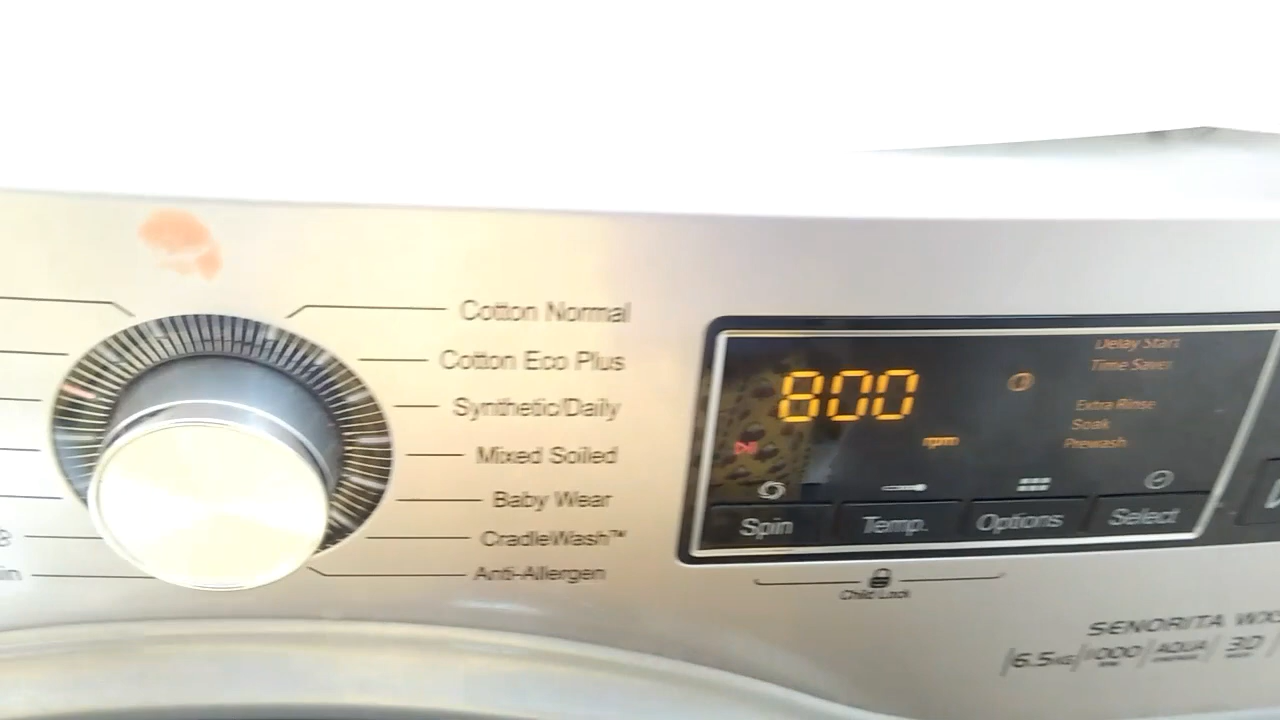 Cotton Normal
Cotton Eco Plus
Synthetic/Daily
Mixed Soiled
Baby Wear
CradleWash™
Anti-Allergen
800
rpm
Delay Start
Time Saver
Extra Rinse
Soak
Prewash
Spin
Temp.
Options
Select
Child Lock
SENORITA
6.5KG 1000 AQUA 3D